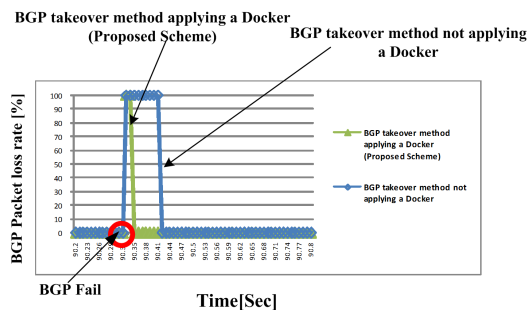 BGP takeover method applying a Docker
(Proposed Scheme)
BGP takeover method not applying
a Docker
BGP Packet loss rate [%]
100
90
80
70
60
50
40
30
20
10
0
90.2
90.23
90.26
90.29
90.35
90.38
90.41
90.44
90.47
90.5
90.53
90.56
90.59
90.62
90.65
90.68
90.71
90.74
90.77
90.8
BGP takeover method
applying a Docker
(Proposed Scheme)
BGP takeover method not
applying a Docker
BGP Fail
Time[Sec]